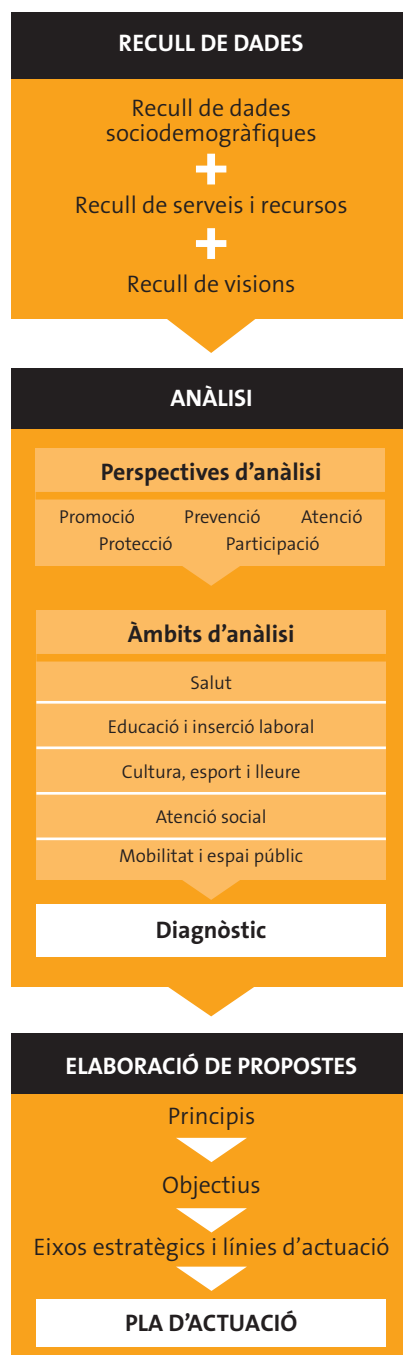 RECULL DE DADES
Recull de dades
sociodemogràfiques
+
Recull de serveis i recursos
+
Recull de visions
ANÀLISI
Perspectives d'anàlisi
Promoció Prevenció Atenció
Protecció Participació
Àmbits d'anàlisi
Salut
Educació i inserció laboral
Cultura, esport i lleure
Atenció social
Mobilitat i espai públic
Diagnòstic
ELABORACIÓ DE PROPOSTES
Principis
Objectius
Eixos estratègics i línies d'actuació
PLA D'ACTUACIÓ